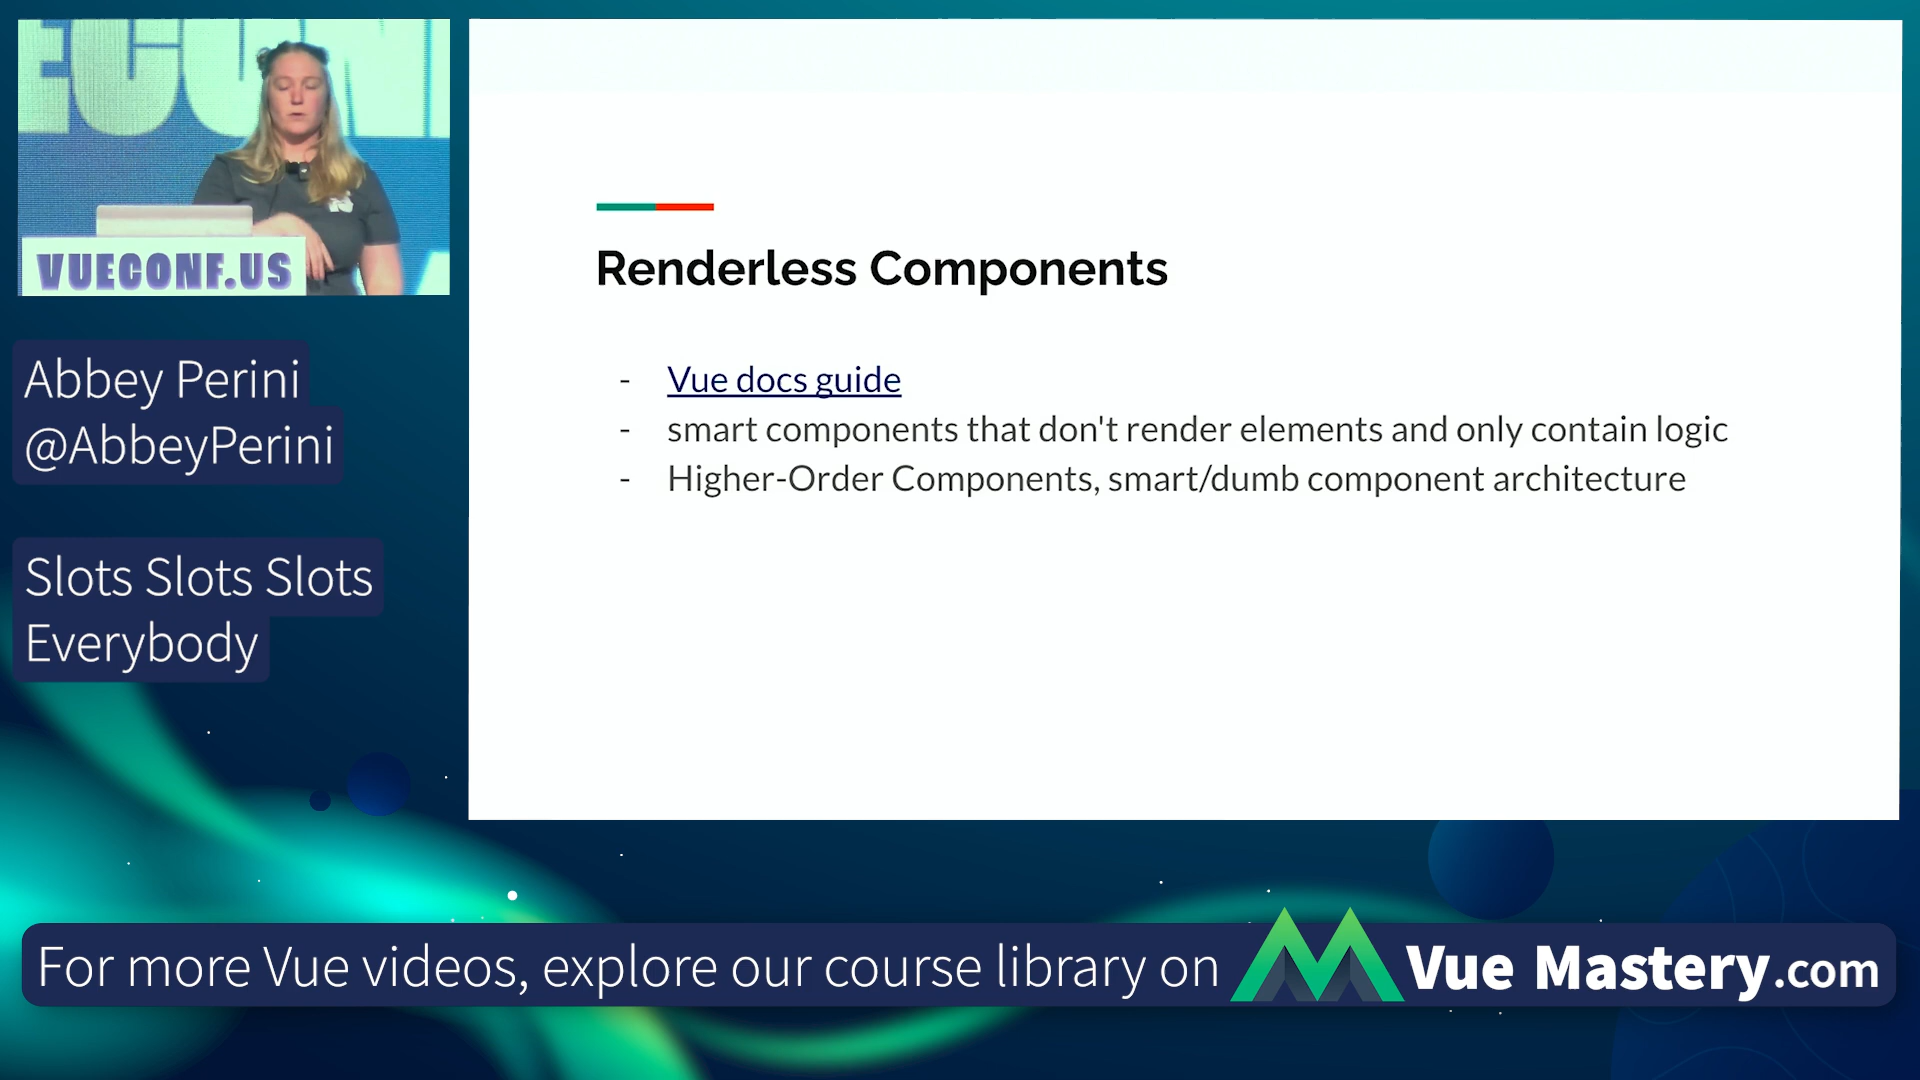 VUECONF.US
Abbey Perini
@AbbeyPerini
Slots Slots Slots
Everybody
Renderless Components
- Vue docs guide
- smart components that don't render elements and only contain logic
- Higher-Order Components, smart/dumb component architecture
For more Vue videos, explore our course library on Vue Mastery.com